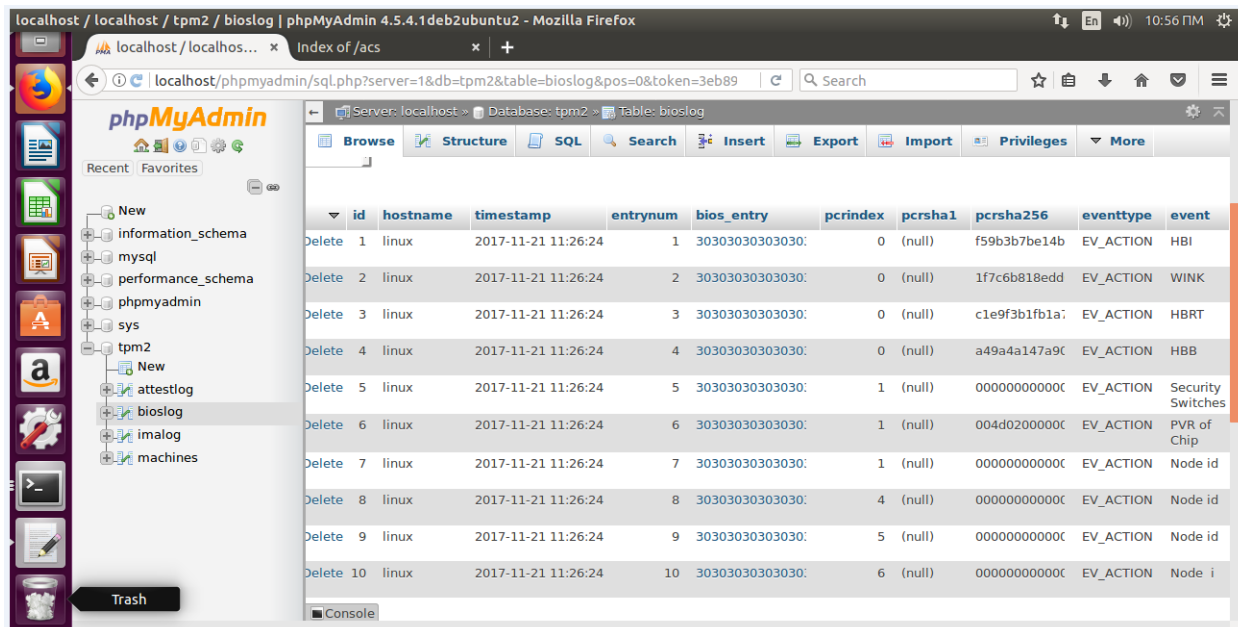 localhost / localhost / tpm2 / bioslog | phpMyAdmin 4.5.4.1deb2ubuntu2 - Mozilla Firefox En 10:56 ΠΜ
localhost / localhos... × Index of /acs × +
localhost/phpmyadmin/sql.php?server=1&db=tpm2&table=bioslog&pos=0&token=3eb89 Search
phpMyAdmin
Recent Favorites
New
information_schema
mysql
performance_schema
phpmyadmin
sys
tpm2
New
attestlog
bioslog
imalog
machines
Server: localhost » Database: tpm2 » Table: bioslog
Browse Structure SQL Search Insert Export Import Privileges More
id hostname timestamp entrynum bios_entry pcrindex pcrsha1 pcrsha256 eventtype event
Delete 1 linux 2017-11-21 11:26:24 1 30303030303030 0 (null) f59b3b7be14b EV_ACTION HBI
Delete 2 linux 2017-11-21 11:26:24 2 30303030303030 0 (null) 1f7c6b818edd EV_ACTION WINK
Delete 3 linux 2017-11-21 11:26:24 3 30303030303030 0 (null) c1e9f3b1fb1a EV_ACTION HBRT
Delete 4 linux 2017-11-21 11:26:24 4 30303030303030 0 (null) a49a4a147a9 EV_ACTION HBB
Delete 5 linux 2017-11-21 11:26:24 5 30303030303030 1 (null) 00000000000 EV_ACTION Security
Switches
Delete 6 linux 2017-11-21 11:26:24 6 30303030303030 1 (null) 004d0200000 EV_ACTION PVR of
Chip
Delete 7 linux 2017-11-21 11:26:24 7 30303030303030 1 (null) 00000000000 EV_ACTION Node id
Delete 8 linux 2017-11-21 11:26:24 8 30303030303030 4 (null) 00000000000 EV_ACTION Node id
Delete 9 linux 2017-11-21 11:26:24 9 30303030303030 5 (null) 00000000000 EV_ACTION Node id
Delete 10 linux 2017-11-21 11:26:24 10 30303030303030 6 (null) 00000000000 EV_ACTION Node i
Trash
Console